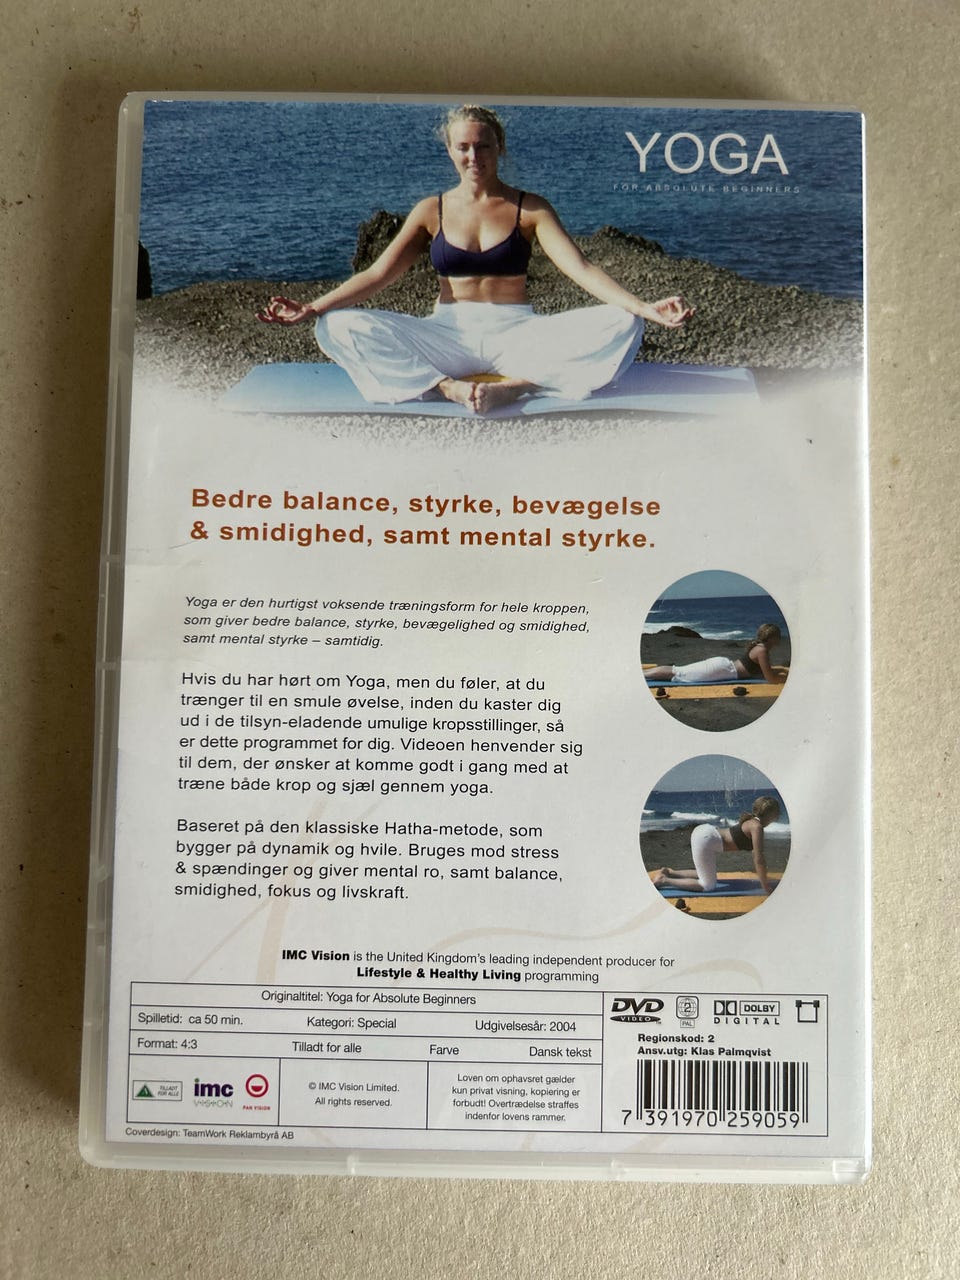 YOGA
FOR ABSOLUTE BEGINNERS
Bedre balance, styrke, bevægelse
& smidighed, samt mental styrke.
Yoga er den hurtigst voksende træningsform for hele kroppen,
som giver bedre balance, styrke, bevægelighed og smidighed,
samt mental styrke – samtidig.
Hvis du har hørt om Yoga, men du føler, at du
trænger til en smule øvelse, inden du kaster dig
ud i de tilsyn-eladende umulige kropsstillinger, så
er dette programmet for dig. Videoen henvender sig
til dem, der ønsker at komme godt i gang med at
træne både krop og sjæl gennem yoga.
Baseret på den klassiske Hatha-metode, som
bygger på dynamik og hvile. Bruges mod stress
& spændinger og giver mental ro, samt balance,
smidighed, fokus og livskraft.
IMC Vision is the United Kingdom's leading independent producer for
Lifestyle & Healthy Living programming
Originaltitel: Yoga for Absolute Beginners
Spilletid: ca 50 min. Kategori: Special Udgivelsesår: 2004
Format: 4:3 Tilladt for alle Farve Dansk tekst
DVD VIDEO 2 PAL DOLBY DIGITAL
Regionskod: 2
Ansv.utg: Klas Palmqvist
A TILLADT FOR ALLE
imc VISION
PAN VISION
© IMC Vision Limited.
All rights reserved.
Loven om ophavsret gælder
kun privat visning, kopiering er
forbudt! Overtrædelse straffes
indenfor lovens rammer.
7 391970 259059
Coverdesign: TeamWork Reklambyrå AB